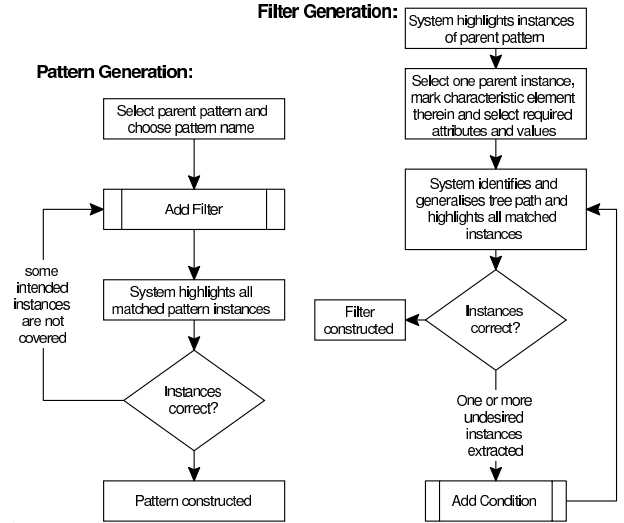 Pattern Generation:
Select parent pattern and
choose pattern name
Add Filter
some
intended
instances
are not
covered
System highlights all
matched pattern instances
Instances
correct?
Pattern constructed
Filter Generation:
System highlights instances
of parent pattern
Select one parent instance,
mark characteristic element
therein and select required
attributes and values
System identifies and
generalises tree path and
highlights all matched
instances
Instances
correct?
Filter
constructed
One or more
undesired
instances
extracted
Add Condition